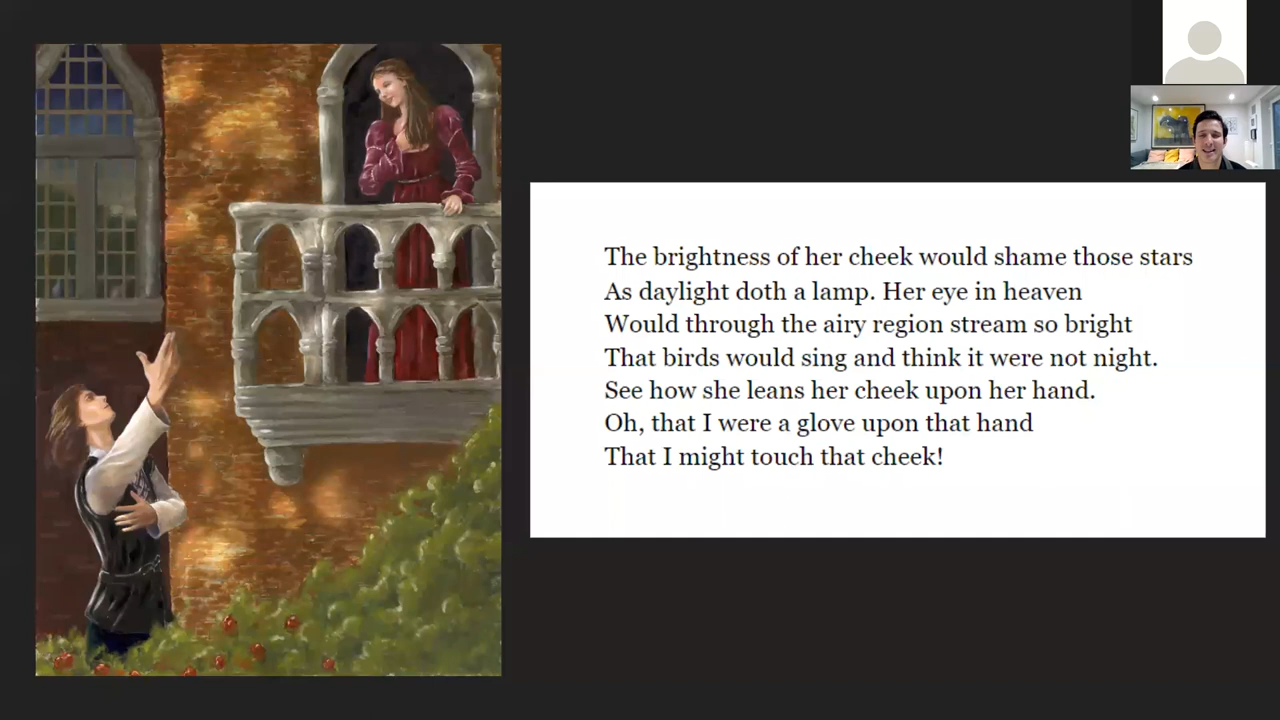 The brightness of her cheek would shame those stars
As daylight doth a lamp. Her eye in heaven
Would through the airy region stream so bright
That birds would sing and think it were not night.
See how she leans her cheek upon her hand.
Oh, that I were a glove upon that hand
That I might touch that cheek!